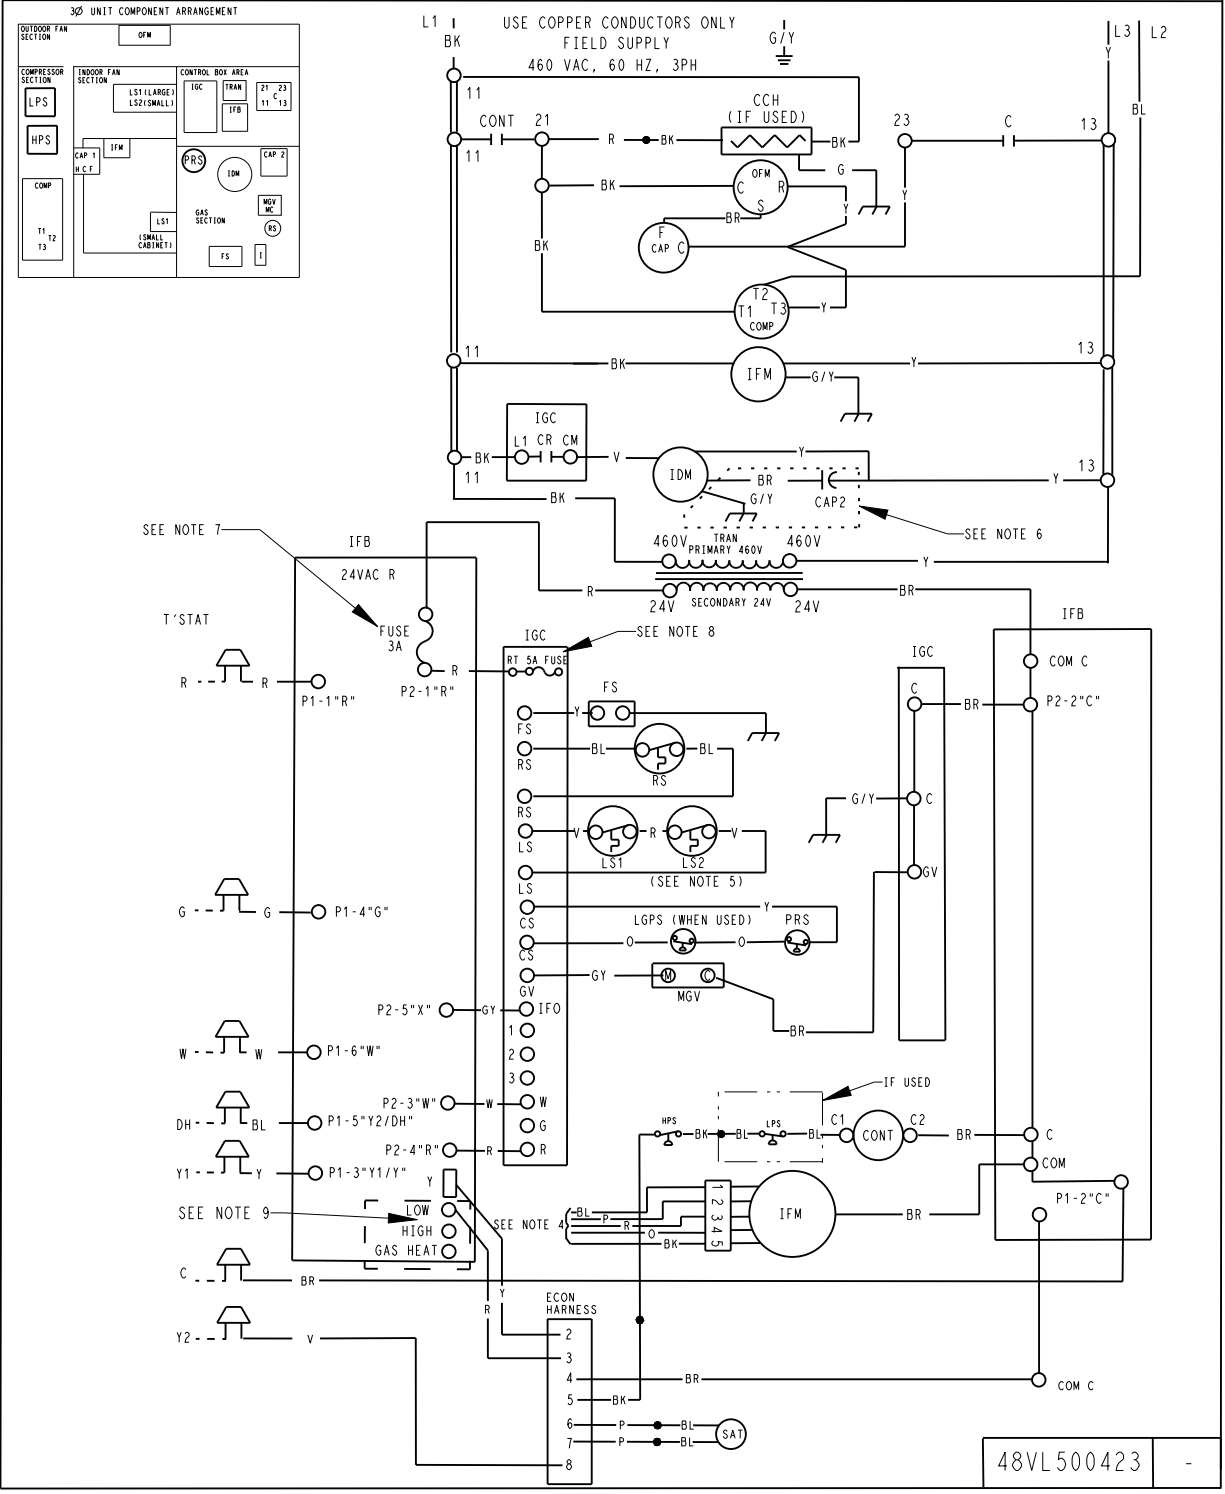 3Ø UNIT COMPONENT ARRANGEMENT
OUTDOOR FAN
SECTION
OFM
COMPRESSOR
SECTION
INDOOR FAN
SECTION
CONTROL BOX AREA
LPS
HPS
LS1(LARGE)
LS2(SMALL)
IGC
TRAN
IFB
21 23
C
11 13
IFM
CAP 1
H C F
COMP
T1
T2
T3
PRS
IDM
CAP 2
MGV
MC
GAS
SECTION
LS1
(SMALL
CABINET)
RS
FS
I
L1
BK
USE COPPER CONDUCTORS ONLY
FIELD SUPPLY
460 VAC, 60 HZ, 3PH
G/Y
L3
L2
Y
BL
11
CONT
21
R
BK
CCH
(IF USED)
BK
23
C
13
11
G
BK
C
OFM
R
S
Y
Y
BR
F
CAP C
BK
T2
T1
T3
COMP
Y
11
BK
IFM
Y
13
G/Y
IGC
L1 CR CM
BK
V
IDM
Y
BR
CAP2
Y
13
11
BK
G/Y
SEE NOTE 6
SEE NOTE 7
IFB
24VAC R
460V
TRAN
PRIMARY 460V
460V
Y
R
24V
SECONDARY 24V
24V
BR
IFB
T'STAT
FUSE
3A
IGC
SEE NOTE 8
RT 5A FUSE
IGC
COM C
R
R
P1-1"R"
P2-1"R"
R
FS
Y
FS
C
BR
P2-2"C"
BL
BL
RS
RS
RS
G/Y
C
V
R
V
LS
LS1
LS2
(SEE NOTE 5)
LS
GV
G
G
P1-4"G"
CS
Y
LGPS (WHEN USED)
PRS
O
O
CS
GY
M
C
GV
MGV
P2-5"X"
GY
IFO
BR
1
2
3
W
W
P1-6"W"
P2-3"W"
W
W
G
DH
BL
P1-5"Y2/DH"
P2-4"R"
R
R
IF USED
HPS
BK
BL
LPS
BL
C1
CONT
C2
BR
C
COM
Y1
Y
P1-3"Y1/Y"
Y
P1-2"C"
SEE NOTE 9
LOW
HIGH
GAS HEAT
SEE NOTE 4
BL
P
R
O
BK
1
2
3
4
5
IFM
BR
C
BR
R
Y
ECON
HARNESS
Y2
V
2
3
4
BR
COM C
5
BK
6
P
BL
7
P
BL
SAT
8
48VL500423
-